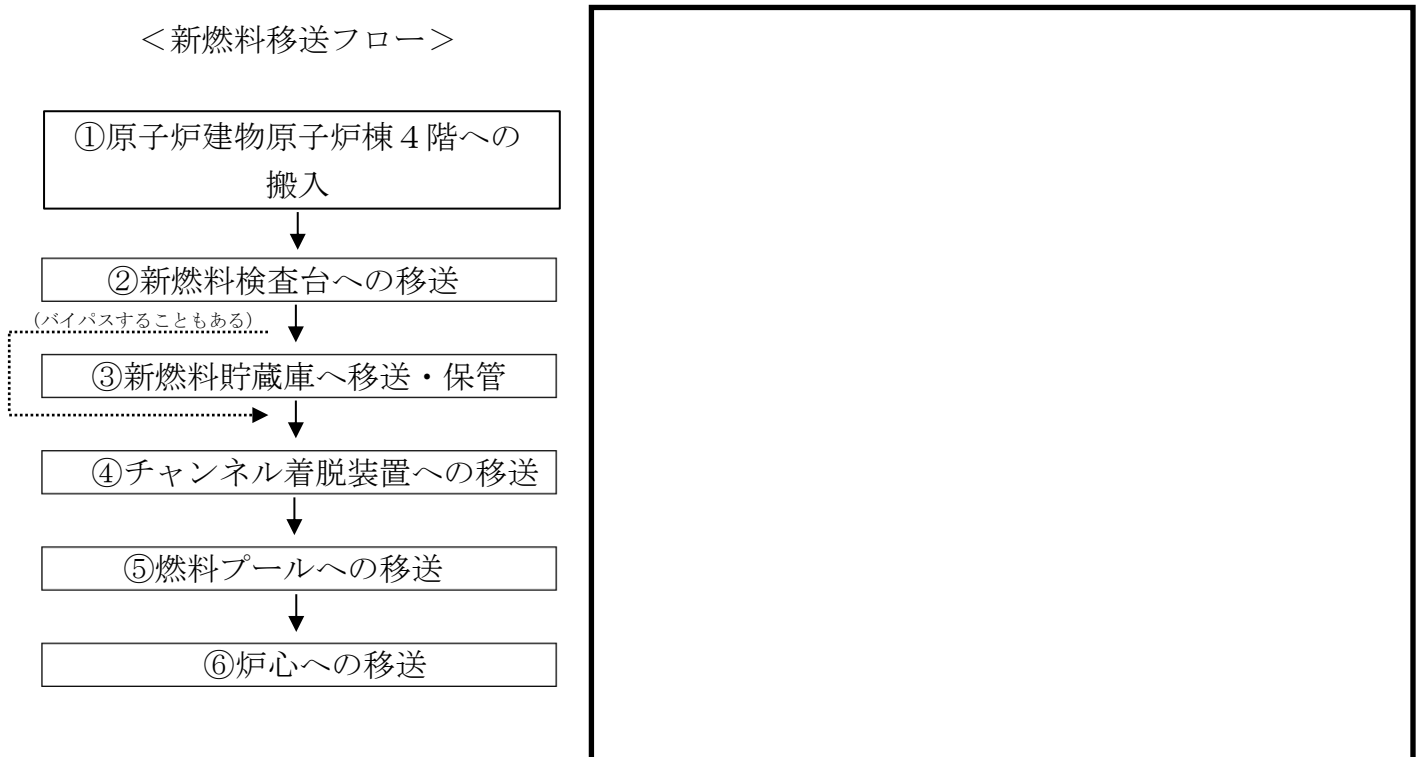 ＜新燃料移送フロー＞
①原子炉建物原子炉棟４階への
搬入
②新燃料検査台への移送
(バイパスすることもある)
③新燃料貯蔵庫へ移送・保管
④チャンネル着脱装置への移送
⑤燃料プールへの移送
⑥炉心への移送